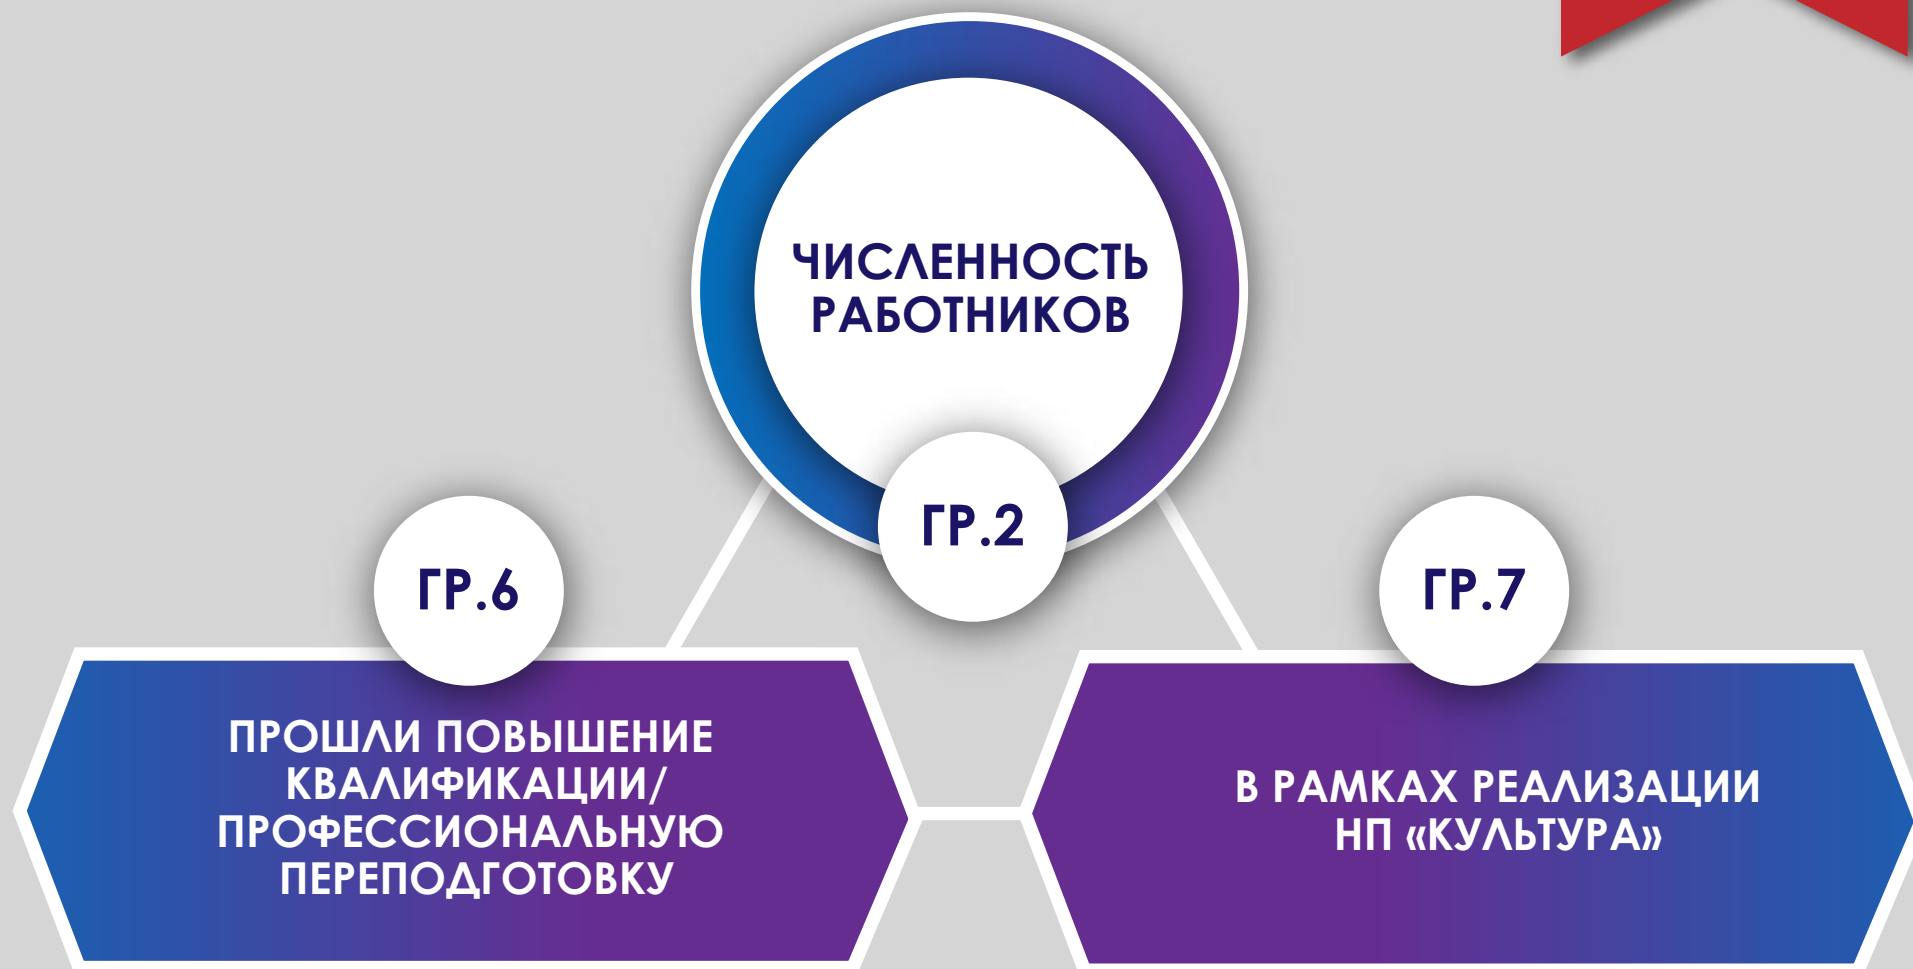 ЧИСЛЕННОСТЬ
РАБОТНИКОВ
ГР.2
ГР.6
ПРОШЛИ ПОВЫШЕНИЕ
КВАЛИФИКАЦИИ/
ПРОФЕССИОНАЛЬНУЮ
ПЕРЕПОДГОТОВКУ
ГР.7
В РАМКАХ РЕАЛИЗАЦИИ
НП «КУЛЬТУРА»